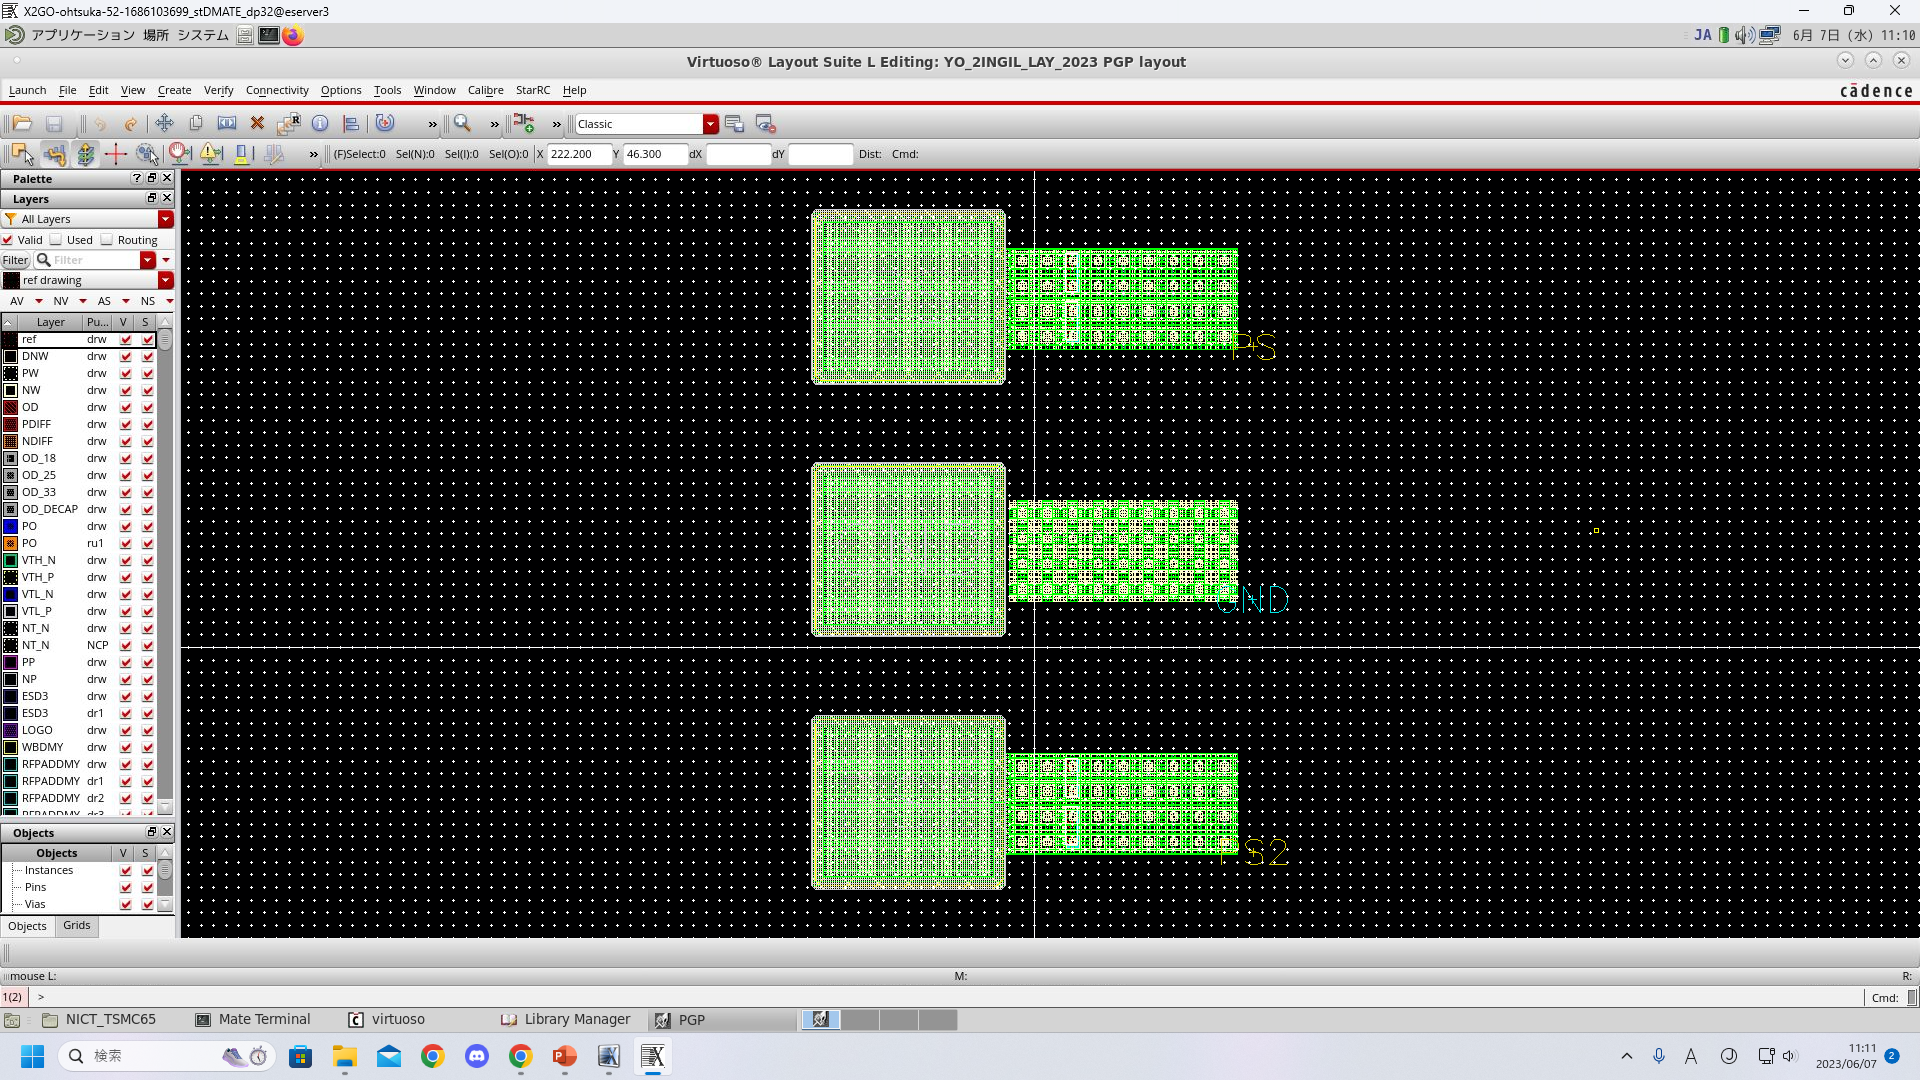 X2GO-ohtsuka-52-1686103699_stDMATE_dp32@eserver3
アプリケーション 場所 システム
JA
6月 7日 (水) 11:10
Virtuoso® Layout Suite L Editing: YO_2INGIL_LAY_2023 PGP layout
Launch File Edit View Create Verify Connectivity Options Tools Window Calibre StarRC Help
cādence
» » » Classic
» (F)Select:0 Sel(N):0 Sel(I):0 Sel(O):0 X 222.200 Y 46.300 dX dY Dist: Cmd:
Palette
Layers
All Layers
Valid Used Routing
Filter Filter
ref drawing
AV NV AS NS
Layer Pu... V S
ref drw
DNW drw
PW drw
NW drw
OD drw
PDIFF drw
NDIFF drw
OD_18 drw
OD_25 drw
OD_33 drw
OD_DECAP drw
PO drw
PO ru1
VTH_N drw
VTH_P drw
VTL_N drw
VTL_P drw
NT_N drw
NT_N NCP
PP drw
NP drw
ESD3 drw
ESD3 dr1
LOGO drw
WBDMY drw
RFPADDMY drw
RFPADDMY dr1
RFPADDMY dr2
RFPADDMY dr3
GND
S2
Objects
Objects V S
Instances
Pins
Vias
Objects Grids
mouse L: M: R:
1(2) > Cmd:
NICT_TSMC65 Mate Terminal virtuoso Library Manager PGP
検索
A
11:11
2023/06/07
2